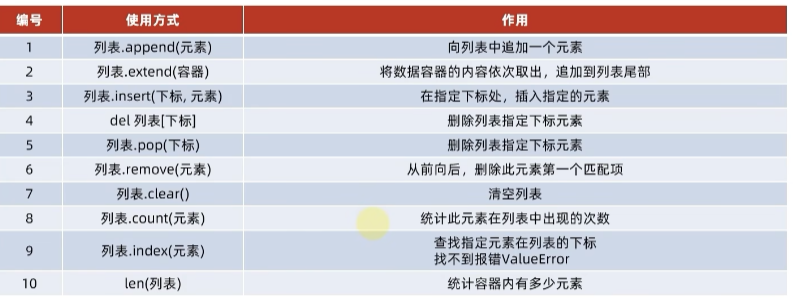 编号 使用方式 作用
1 列表.append(元素) 向列表中追加一个元素
2 列表.extend(容器) 将数据容器的内容依次取出，追加到列表尾部
3 列表.insert(下标, 元素) 在指定下标处，插入指定的元素
4 del 列表[下标] 删除列表指定下标元素
5 列表.pop(下标) 删除列表指定下标元素
6 列表.remove(元素) 从前向后，删除此元素第一个匹配项
7 列表.clear() 清空列表
8 列表.count(元素) 统计此元素在列表中出现的次数
9 列表.index(元素) 查找指定元素在列表的下标
找不到报错ValueError
10 len(列表) 统计容器内有多少元素